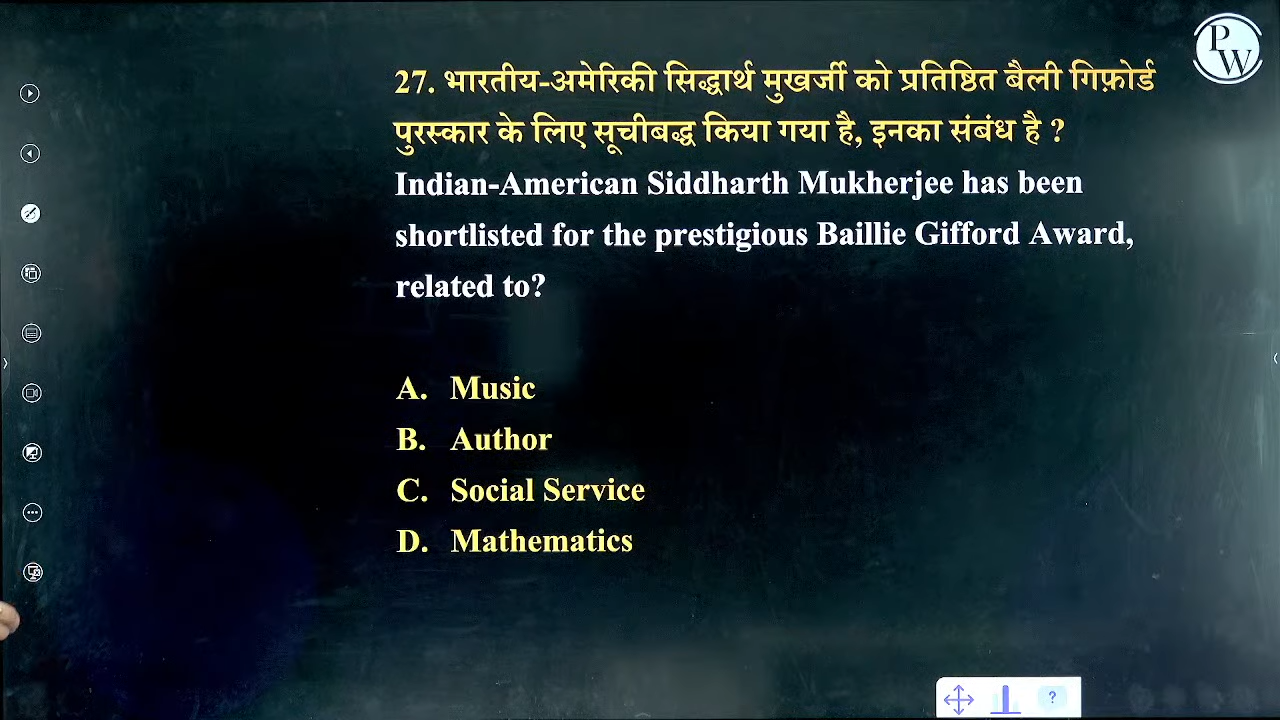 PW
27. भारतीय-अमेरिकी सिद्धार्थ मुखर्जी को प्रतिष्ठित बैली गिफ़ोर्ड
पुरस्कार के लिए सूचीबद्ध किया गया है, इनका संबंध है ?
Indian-American Siddharth Mukherjee has been
shortlisted for the prestigious Baillie Gifford Award,
related to?
A. Music
B. Author
C. Social Service
D. Mathematics
?